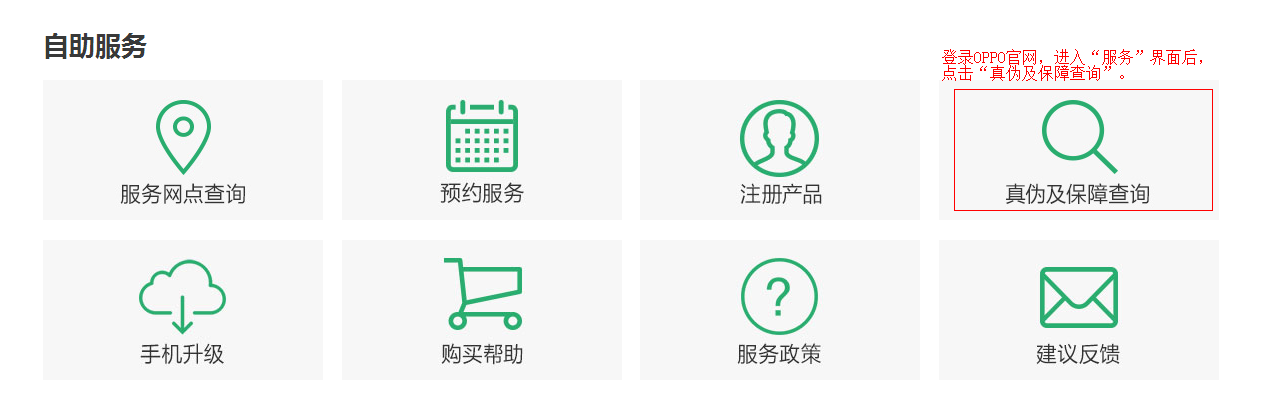 自助服务
登录OPPO官网，进入“服务”界面后，
点击“真伪及保障查询”。
服务网点查询
预约服务
注册产品
真伪及保障查询
手机升级
购买帮助
服务政策
建议反馈